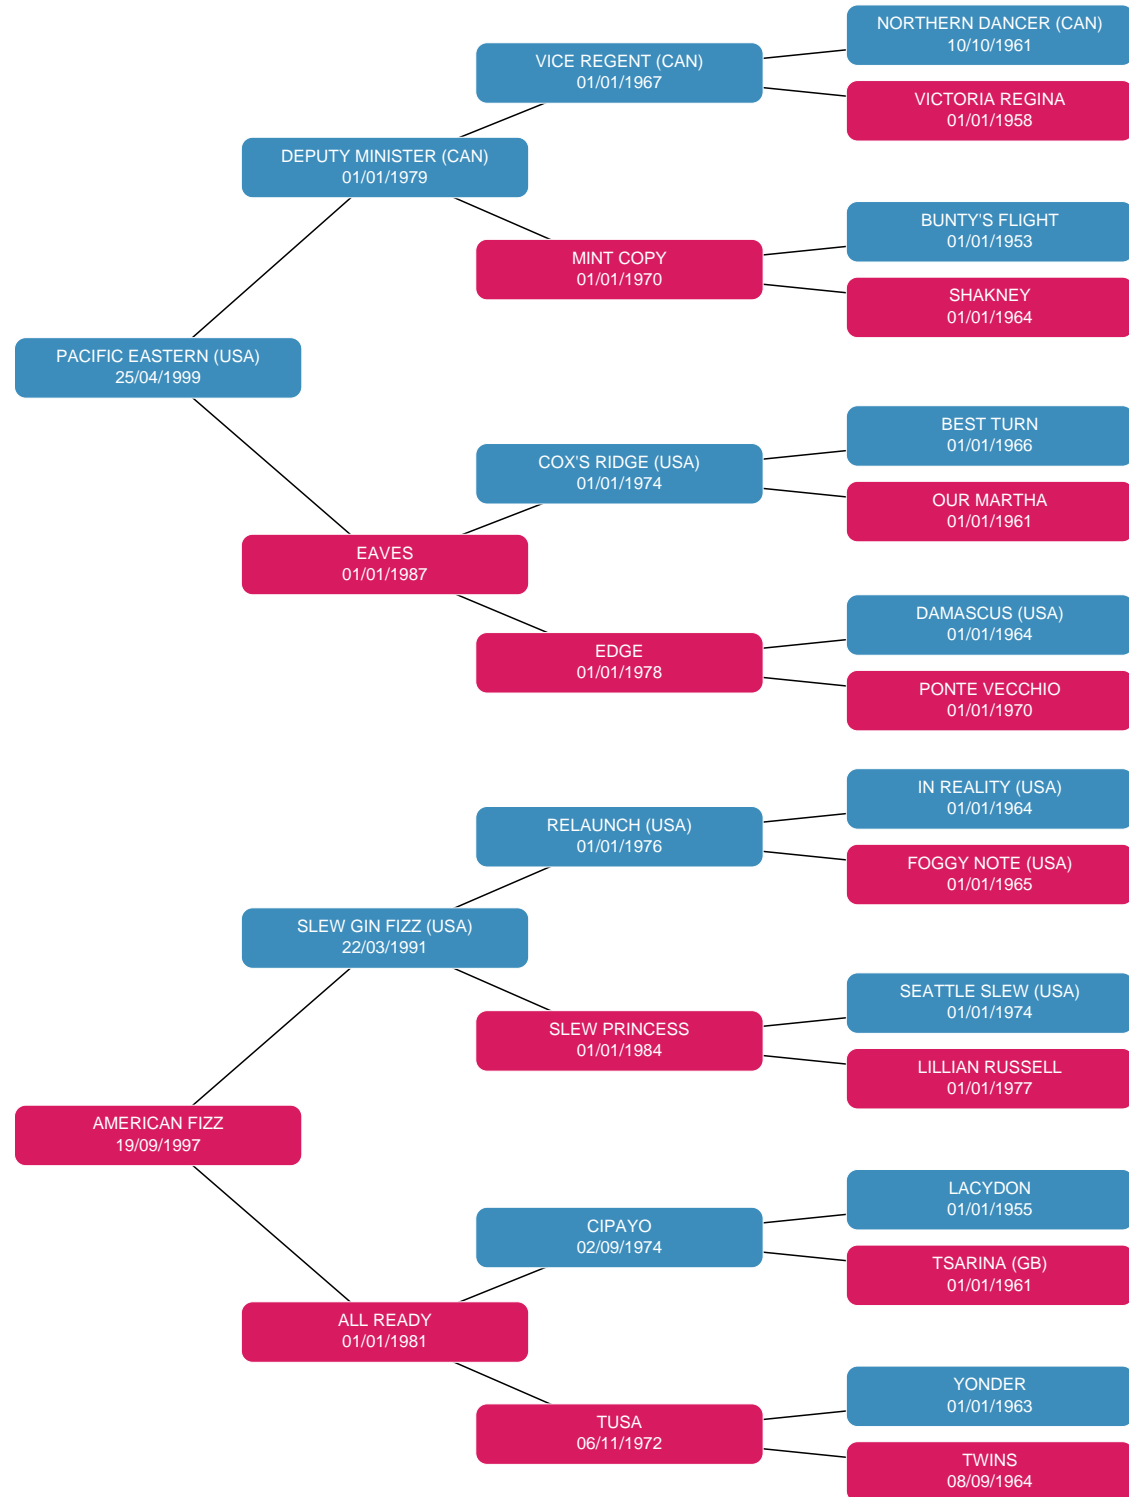 NORTHERN DANCER (CAN)
10/10/1961
VICE REGENT (CAN)
01/01/1967
VICTORIA REGINA
01/01/1958
DEPUTY MINISTER (CAN)
01/01/1979
BUNTY'S FLIGHT
01/01/1953
MINT COPY
01/01/1970
SHAKNEY
01/01/1964
PACIFIC EASTERN (USA)
25/04/1999
BEST TURN
01/01/1966
COX'S RIDGE (USA)
01/01/1974
OUR MARTHA
01/01/1961
EAVES
01/01/1987
DAMASCUS (USA)
01/01/1964
EDGE
01/01/1978
PONTE VECCHIO
01/01/1970
IN REALITY (USA)
01/01/1964
RELAUNCH (USA)
01/01/1976
FOGGY NOTE (USA)
01/01/1965
SLEW GIN FIZZ (USA)
22/03/1991
SEATTLE SLEW (USA)
01/01/1974
SLEW PRINCESS
01/01/1984
LILLIAN RUSSELL
01/01/1977
AMERICAN FIZZ
19/09/1997
LACYDON
01/01/1955
CIPAYO
02/09/1974
TSARINA (GB)
01/01/1961
ALL READY
01/01/1981
YONDER
01/01/1963
TUSA
06/11/1972
TWINS
08/09/1964